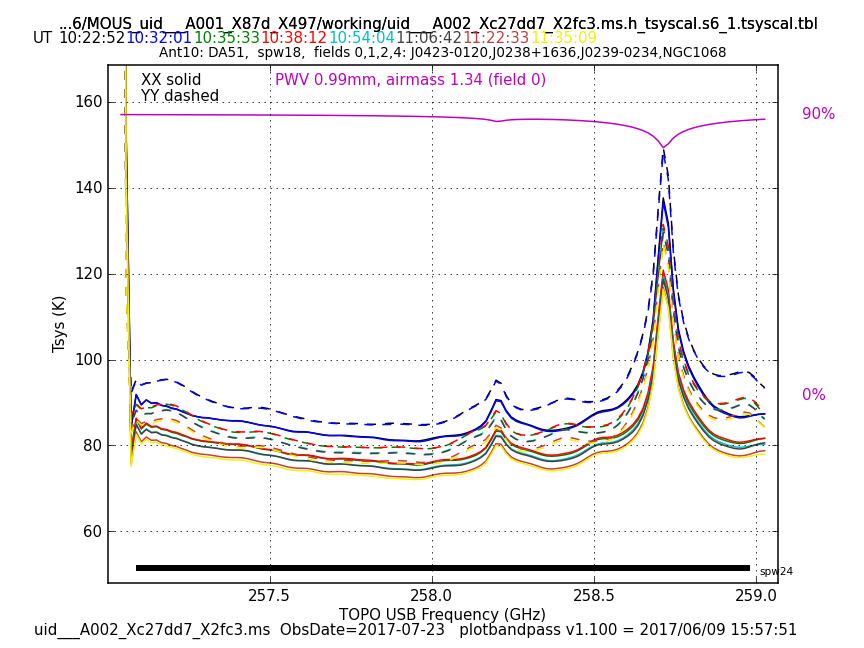 ...6/MOUS_uid___A001_X87d_X497/working/uid___A002_Xc27dd7_X2fc3.ms.h_tsyscal.s6_1.tsyscal.tbl
UT 10:22:52 10:32:01 10:35:33 10:38:12 10:54:04 11:06:42 11:22:33 11:35:09
Ant10: DA51,  spw18,  fields 0,1,2,4: J0423-0120,J0238+1636,J0239-0234,NGC1068
XX solid
YY dashed
PWV 0.99mm, airmass 1.34 (field 0)
90%
0%
160
140
120
100
80
60
Tsys (K)
spw24
257.5 258.0 258.5 259.0
TOPO USB Frequency (GHz)
uid___A002_Xc27dd7_X2fc3.ms  ObsDate=2017-07-23   plotbandpass v1.100 = 2017/06/09 15:57:51